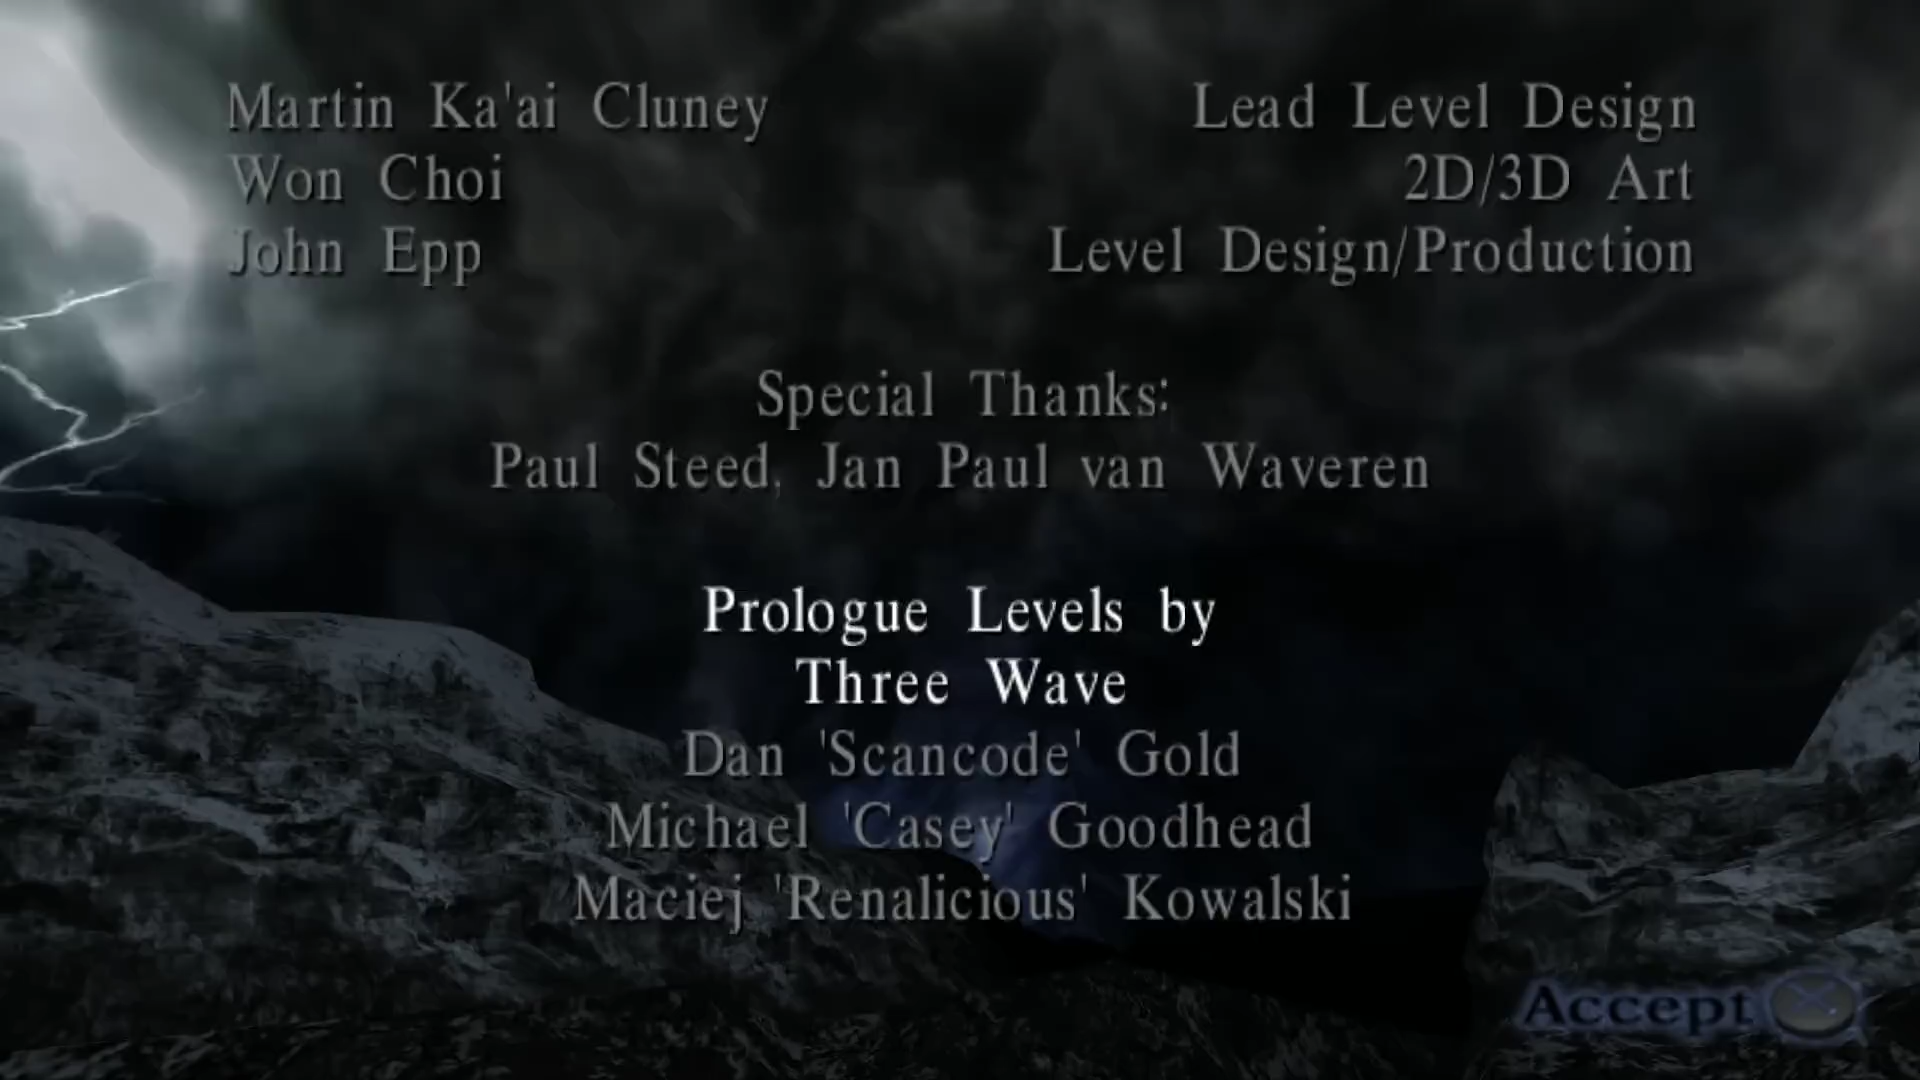 Martin Ka'ai Cluney Lead Level Design
Won Choi 2D/3D Art
John Epp Level Design/Production
Special Thanks:
Paul Steed, Jan Paul van Waveren
Prologue Levels by
Three Wave
Dan 'Scancode' Gold
Michael 'Casey' Goodhead
Maciej 'Renalicious' Kowalski
Accept